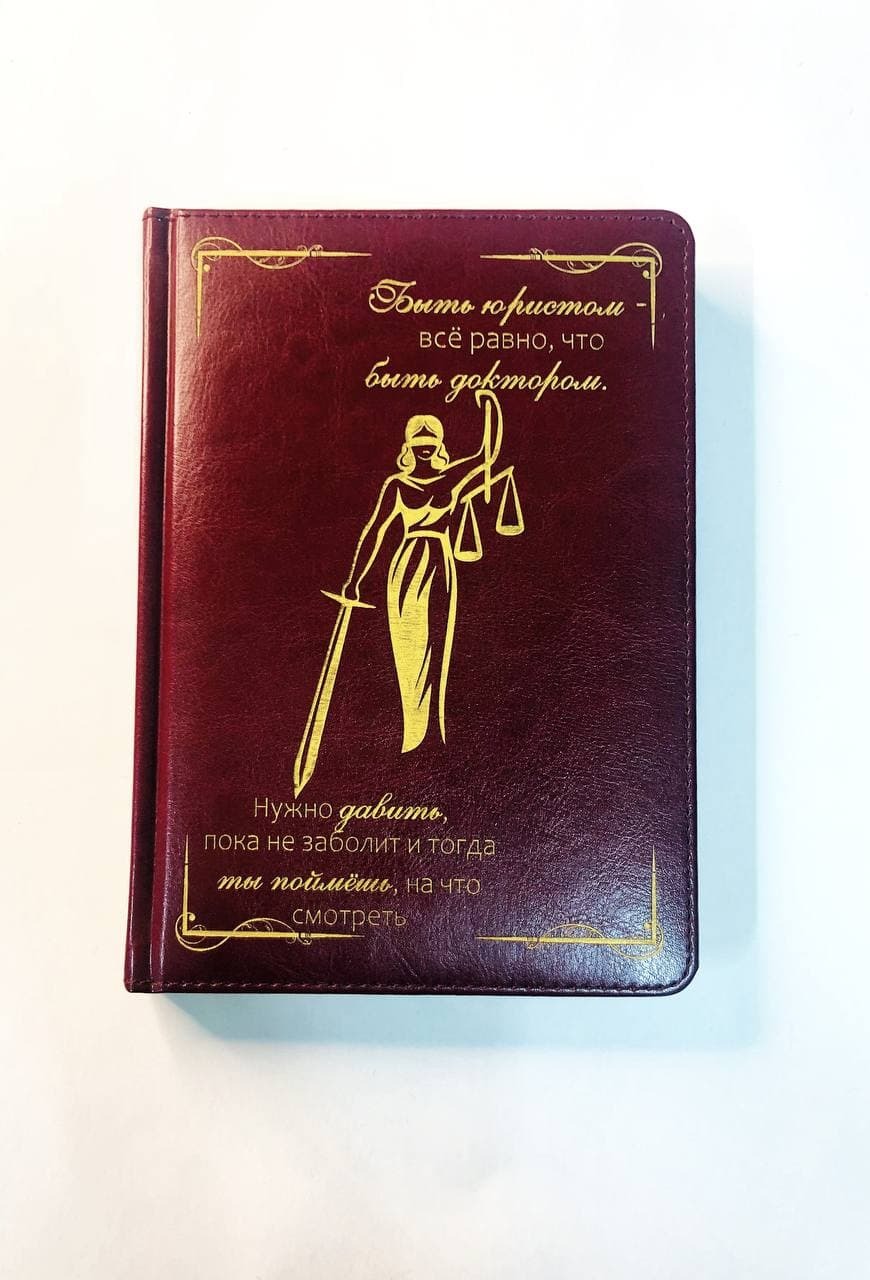 Быть юристом -
всё равно, что
быть доктором.
Нужно давить,
пока не заболит и тогда
ты поймёшь, на что
смотреть